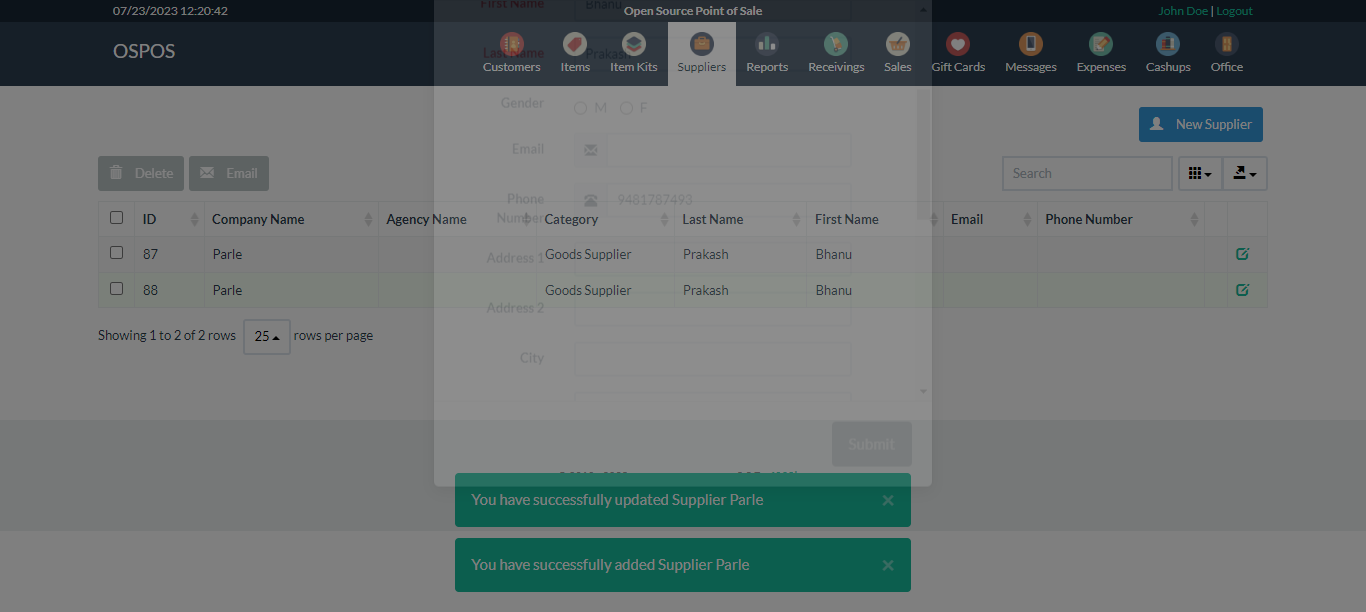 07/23/2023 12:20:42
Open Source Point of Sale
John Doe | Logout
First Name Bhanu
OSPOS
Last Name Prakash
Customers Items Item Kits Suppliers Reports Receivings Sales Gift Cards Messages Expenses Cashups Office
Gender M F
New Supplier
Email
Delete Email Search
Phone Number 9481787493
ID Company Name Agency Name Category Last Name First Name Email Phone Number
87 Parle Goods Supplier Prakash Bhanu
Address 1
88 Parle Goods Supplier Prakash Bhanu
Address 2
Showing 1 to 2 of 2 rows 25 rows per page
City
Submit
You have successfully updated Supplier Parle ×
You have successfully added Supplier Parle ×